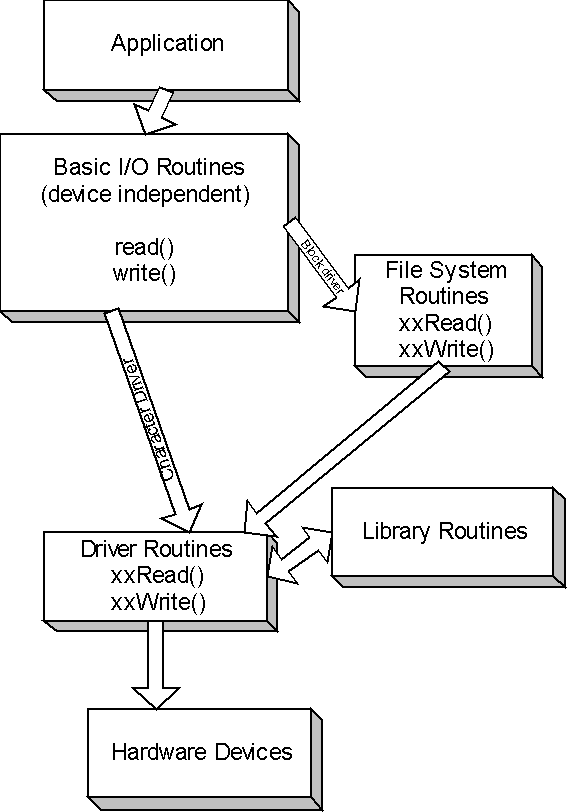 Application
Basic I/O Routines
(device independent)
read()
write()
Block driver
File System
Routines
xxRead()
xxWrite()
Character Driver
Driver Routines
xxRead()
xxWrite()
Library Routines
Hardware Devices